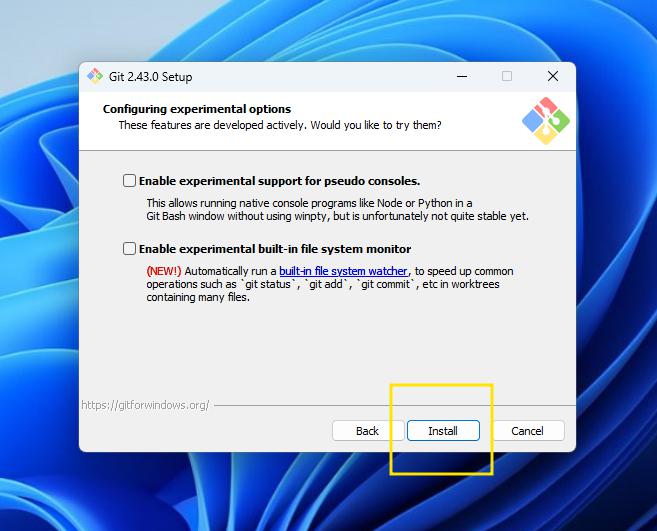 Git 2.43.0 Setup
Configuring experimental options
These features are developed actively. Would you like to try them?
Enable experimental support for pseudo consoles.
This allows running native console programs like Node or Python in a
Git Bash window without using winpty, but is unfortunately not quite stable yet.
Enable experimental built-in file system monitor
(NEW!) Automatically run a built-in file system watcher, to speed up common
operations such as `git status`, `git add`, `git commit`, etc in worktrees
containing many files.
https://gitforwindows.org/
Back Install Cancel